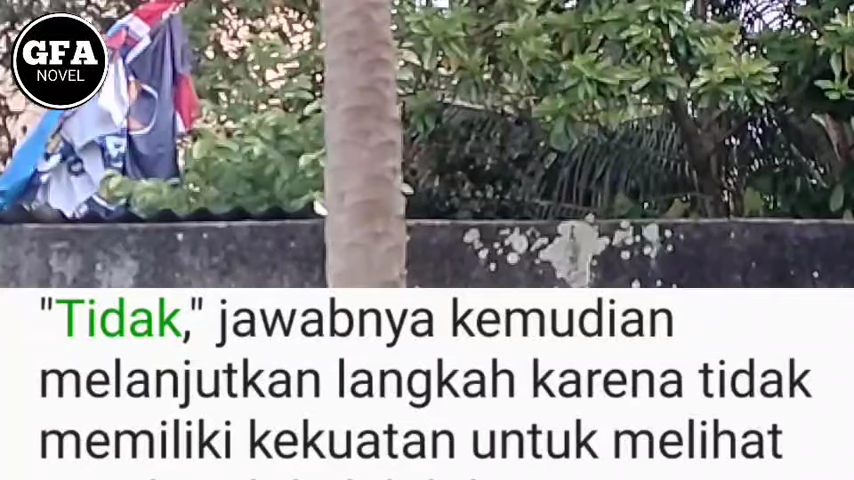 GFA
NOVEL
"Tidak," jawabnya kemudian
melanjutkan langkah karena tidak
memiliki kekuatan untuk melihat